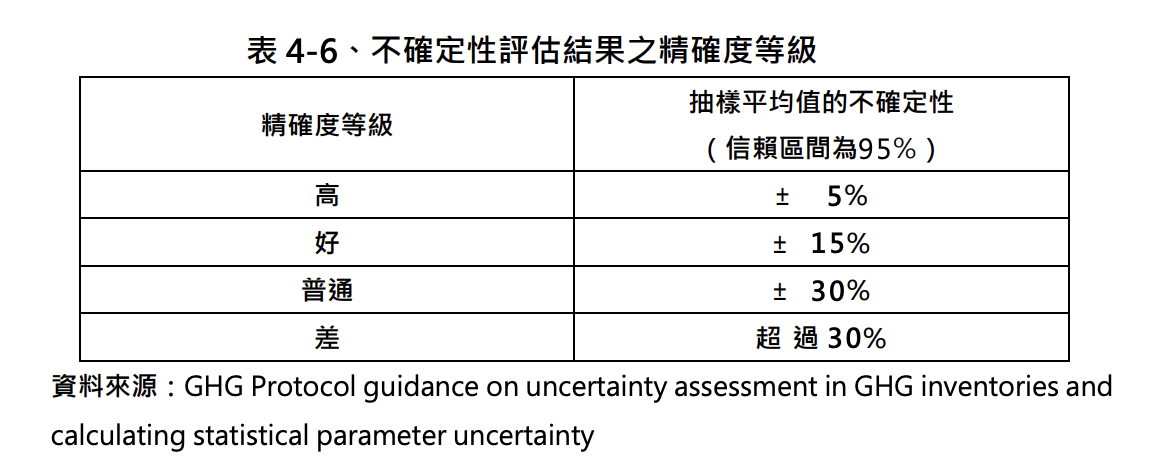 表 4-6、不確定性評估結果之精確度等級
精確度等級
抽樣平均值的不確定性
(信賴區間為95%)
高
± 5%
好
± 15%
普通
± 30%
差
超 過 30%
資料來源：GHG Protocol guidance on uncertainty assessment in GHG inventories and
calculating statistical parameter uncertainty